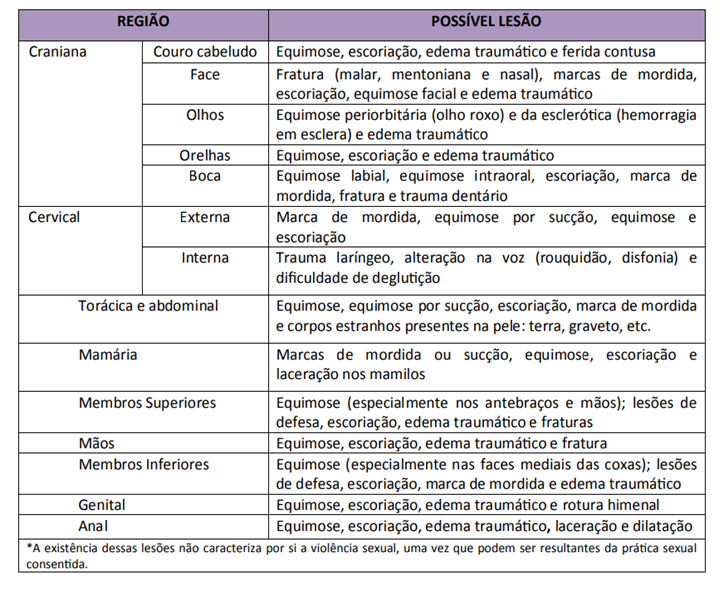 REGIÃO POSSÍVEL LESÃO
Craniana Couro cabeludo Equimose, escoriação, edema traumático e ferida contusa
Face Fratura (malar, mentoniana e nasal), marcas de mordida,
escoriação, equimose facial e edema traumático
Olhos Equimose periorbitária (olho roxo) e da esclerótica (hemorragia
em esclera) e edema traumático
Orelhas Equimose, escoriação e edema traumático
Boca Equimose labial, equimose intraoral, escoriação, marca de
mordida, fratura e trauma dentário
Cervical Externa Marca de mordida, equimose por sucção, equimose e
escoriação
Interna Trauma laríngeo, alteração na voz (rouquidão, disfonia) e
dificuldade de deglutição
Torácica e abdominal Equimose, equimose por sucção, escoriação, marca de mordida
e corpos estranhos presentes na pele: terra, graveto, etc.
Mamária Marcas de mordida ou sucção, equimose, escoriação e
laceração nos mamilos
Membros Superiores Equimose (especialmente nos antebraços e mãos); lesões de
defesa, escoriação, edema traumático e fraturas
Mãos Equimose, escoriação, edema traumático e fratura
Membros Inferiores Equimose (especialmente nas faces mediais das coxas); lesões
de defesa, escoriação, marca de mordida e edema traumático
Genital Equimose, escoriação, edema traumático e rotura himenal
Anal Equimose, escoriação, edema traumático, laceração e dilatação
*A existência dessas lesões não caracteriza por si a violência sexual, uma vez que podem ser resultantes da prática sexual
consentida.